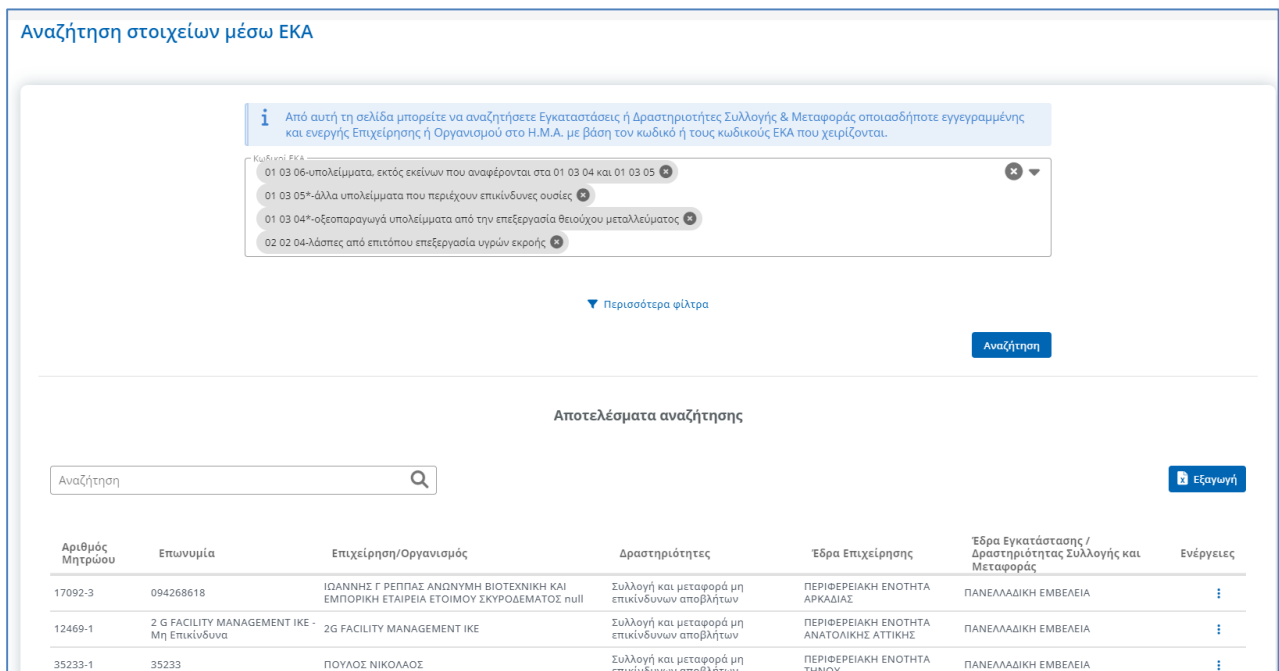 Αναζήτηση στοιχείων μέσω ΕΚΑ
Από αυτή τη σελίδα μπορείτε να αναζητήσετε Εγκαταστάσεις ή Δραστηριότητες Συλλογής & Μεταφοράς οποιασδήποτε εγγεγραμμένης
και ενεργής Επιχείρησης ή Οργανισμού στο Η.Μ.Α. με βάση τον κωδικό ή τους κωδικούς ΕΚΑ που χειρίζονται.
Κωδικοί ΕΚΑ
01 03 06-υπολείμματα, εκτός εκείνων που αναφέρονται στα 01 03 04 και 01 03 05
01 03 05*-άλλα υπολείμματα που περιέχουν επικίνδυνες ουσίες
01 03 04*-οξεοπαραγωγά υπολείμματα από την επεξεργασία θειούχου μεταλλεύματος
02 02 04-λάσπες από επιτόπου επεξεργασία υγρών εκροής
Περισσότερα φίλτρα
Αναζήτηση
Αποτελέσματα αναζήτησης
Αναζήτηση
Εξαγωγή
Αριθμός Μητρώου Επωνυμία Επιχείρηση/Οργανισμός Δραστηριότητες Έδρα Επιχείρησης Έδρα Εγκατάστασης / Δραστηριότητας Συλλογής και Μεταφοράς Ενέργειες
17092-3 094268618 ΙΩΑΝΝΗΣ Γ ΡΕΠΠΑΣ ΑΝΩΝΥΜΗ ΒΙΟΤΕΧΝΙΚΗ ΚΑΙ ΕΜΠΟΡΙΚΗ ΕΤΑΙΡΕΙΑ ΕΤΟΙΜΟΥ ΣΚΥΡΟΔΕΜΑΤΟΣ null Συλλογή και μεταφορά μη επικίνδυνων αποβλήτων ΠΕΡΙΦΕΡΕΙΑΚΗ ΕΝΟΤΗΤΑ ΑΡΚΑΔΙΑΣ ΠΑΝΕΛΛΑΔΙΚΗ ΕΜΒΕΛΕΙΑ
12469-1 2 G FACILITY MANAGEMENT ΙΚΕ - Μη Επικίνδυνα 2G FACILITY MANAGEMENT ΙΚΕ Συλλογή και μεταφορά μη επικίνδυνων αποβλήτων ΠΕΡΙΦΕΡΕΙΑΚΗ ΕΝΟΤΗΤΑ ΑΝΑΤΟΛΙΚΗΣ ΑΤΤΙΚΗΣ ΠΑΝΕΛΛΑΔΙΚΗ ΕΜΒΕΛΕΙΑ
35233-1 35233 ΠΟΥΛΟΣ ΝΙΚΟΛΑΟΣ Συλλογή και μεταφορά μη επικίνδυνων αποβλήτων ΠΕΡΙΦΕΡΕΙΑΚΗ ΕΝΟΤΗΤΑ ΤΗΝΟΥ ΠΑΝΕΛΛΑΔΙΚΗ ΕΜΒΕΛΕΙΑ